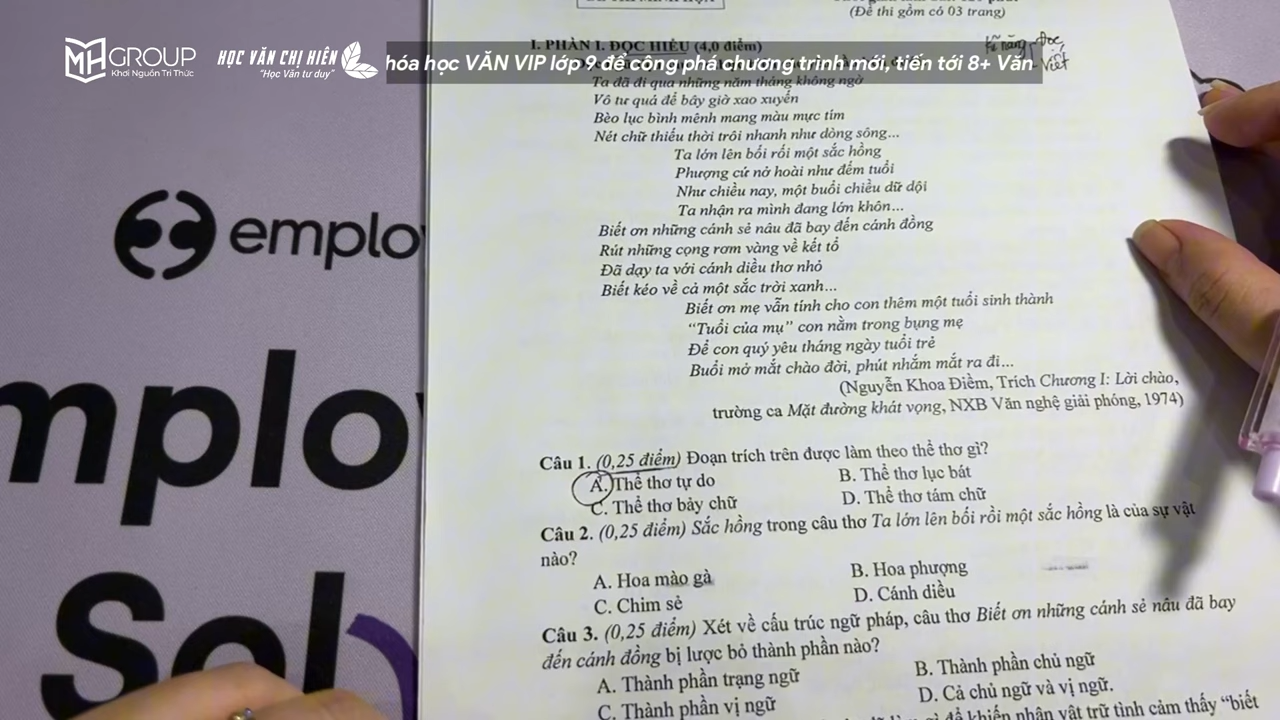 (Đề thi gồm có 03 trang)
MH GROUP
Khơi Nguồn Tri Thức
HỌC VĂN CHỊ HIÊN
"Học Văn tư duy"
I. PHẦN I. ĐỌC HIỂU (4,0 điểm)
Kĩ năng đọc,
Viết
hóa học VĂN VIP lớp 9 để công phá chương trình mới, tiến tới 8+ Văn
Ta đã đi qua những năm tháng không ngờ
Vô tư quá để bây giờ xao xuyến
Bèo lục bình mênh mang màu mực tím
Nét chữ thiếu thời trôi nhanh như dòng sông...
Ta lớn lên bối rối một sắc hồng
Phượng cứ nở hoài như đếm tuổi
Như chiều nay, một buổi chiều dữ dội
Ta nhận ra mình đang lớn khôn...
Biết ơn những cánh sẻ nâu đã bay đến cánh đồng
Rút những cọng rơm vàng về kết tổ
Đã dạy ta với cánh diều thơ nhỏ
Biết kéo về cả một sắc trời xanh...
Biết ơn mẹ vẫn tính cho con thêm một tuổi sinh thành
"Tuổi của mụ" con nằm trong bụng mẹ
Để con quý yêu tháng ngày tuổi trẻ
Buổi mở mắt chào đời, phút nhắm mắt ra đi...
(Nguyễn Khoa Điềm, Trích Chương I: Lời chào,
trường ca Mặt đường khát vọng, NXB Văn nghệ giải phóng, 1974)
Câu 1. (0,25 điểm) Đoạn trích trên được làm theo thể thơ gì?
A. Thể thơ tự do B. Thể thơ lục bát
C. Thể thơ bảy chữ D. Thể thơ tám chữ
Câu 2. (0,25 điểm) Sắc hồng trong câu thơ Ta lớn lên bối rồi một sắc hồng là của sự vật
nào?
A. Hoa mào gà B. Hoa phượng
C. Chim sẻ D. Cánh diều
Câu 3. (0,25 điểm) Xét về cấu trúc ngữ pháp, câu thơ Biết ơn những cánh sẻ nâu đã bay
đến cánh đồng bị lược bỏ thành phần nào?
A. Thành phần trạng ngữ B. Thành phần chủ ngữ
C. Thành phần vị ngữ D. Cả chủ ngữ và vị ngữ.
gì để khiến nhân vật trữ tình cảm thấy "biết
emplo
mplo
Sol